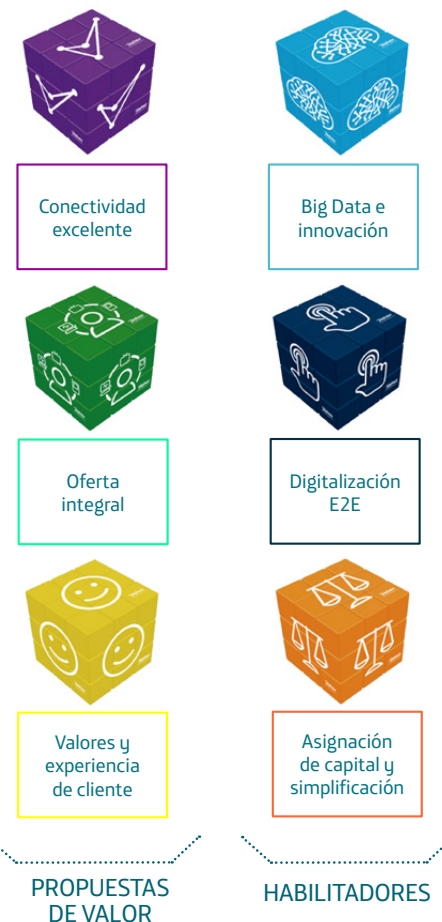 Conectividad
excelente
Big Data e
innovación
Oferta
integral
Digitalización
E2E
Valores y
experiencia
de cliente
Asignación
de capital y
simplificación
PROPUESTAS
DE VALOR
HABILITADORES